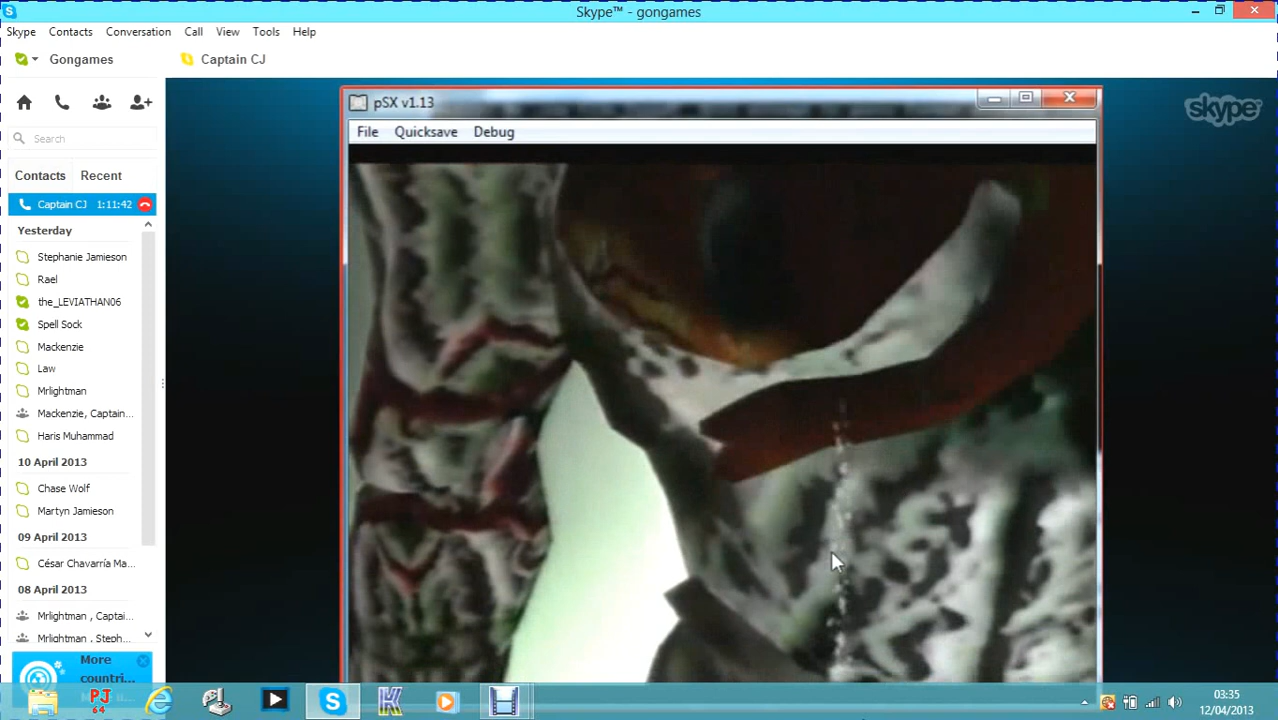 Skype™ - gongames
Skype Contacts Conversation Call View Tools Help
Gongames
Captain CJ
Search
Contacts Recent
Captain CJ 1:11:42
Yesterday
Stephanie Jamieson
Rael
the_LEVIATHAN06
Spell Sock
Mackenzie
Law
Mrlightman
Mackenzie, Captain...
Haris Muhammad
10 April 2013
Chase Wolf
Martyn Jamieson
09 April 2013
César Chavarría Ma...
08 April 2013
Mrlightman , Captai...
Mrlightman , Steph...
More
countri...
pSX v1.13
File Quicksave Debug
skype
PJ
64
03:35
12/04/2013